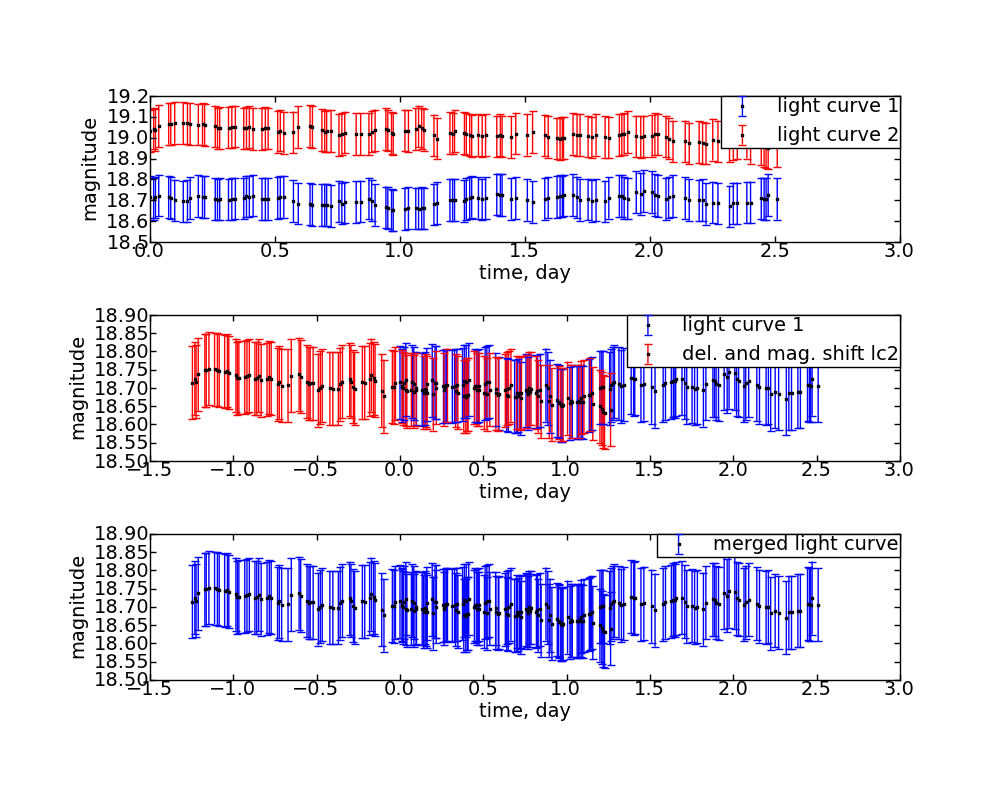 19.2
19.1
19.0
18.9
18.8
18.7
18.6
18.5
magnitude
light curve 1
light curve 2
0.0 0.5 1.0 1.5 2.0 2.5 3.0
time, day
18.90
18.85
18.80
18.75
18.70
18.65
18.60
18.55
18.50
magnitude
light curve 1
del. and mag. shift lc2
−1.5 −1.0 −0.5 0.0 0.5 1.0 1.5 2.0 2.5 3.0
time, day
18.90
18.85
18.80
18.75
18.70
18.65
18.60
18.55
18.50
magnitude
merged light curve
−1.5 −1.0 −0.5 0.0 0.5 1.0 1.5 2.0 2.5 3.0
time, day